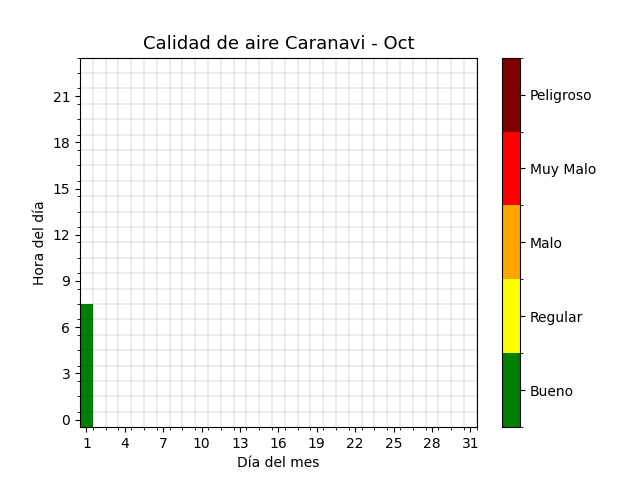 Calidad de aire Caranavi - Oct
Hora del día
21
18
15
12
9
6
3
0
1 4 7 10 13 16 19 22 25 28 31
Día del mes
Peligroso
Muy Malo
Malo
Regular
Bueno